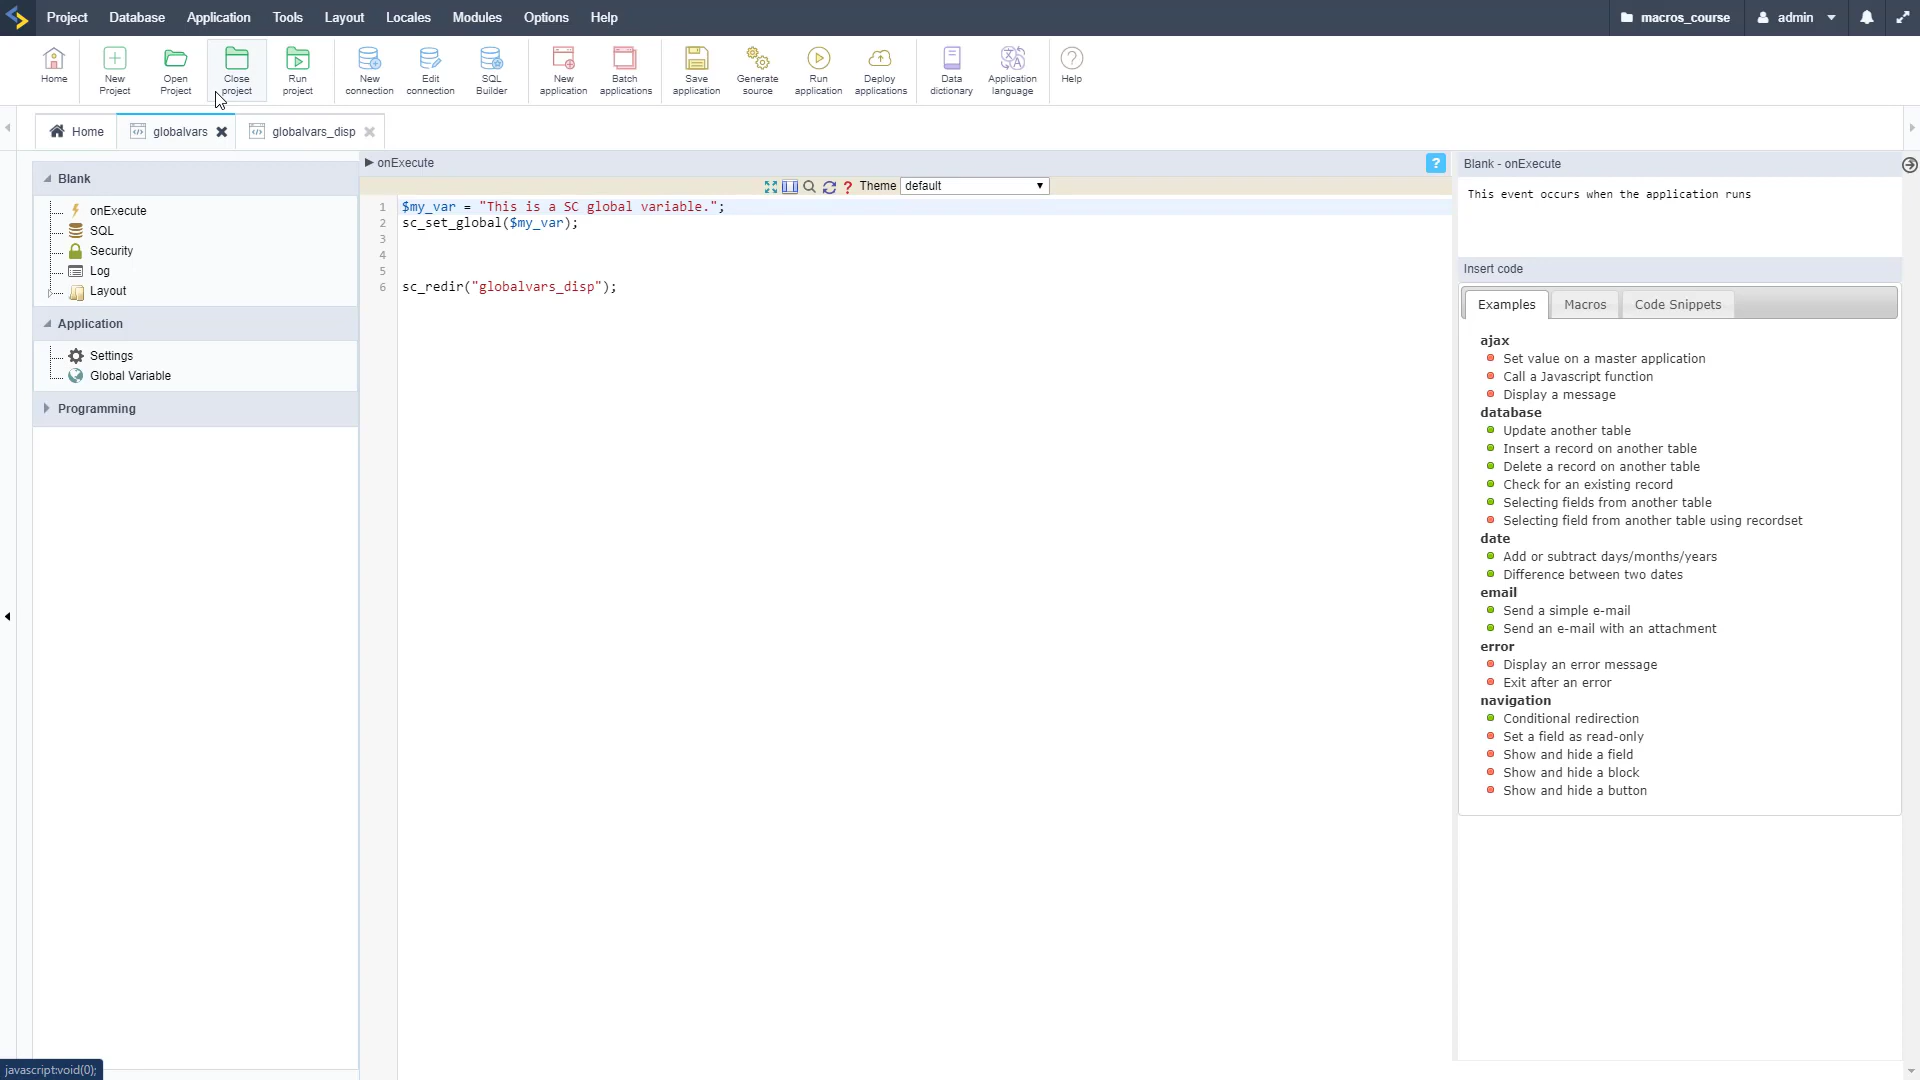 Project Database Application Tools Layout Locales Modules Options Help macros_course admin
Home New Project Open Project Close project Run project New connection Edit connection SQL Builder New application Batch applications Save application Generate source Run application Deploy applications Data dictionary Application language Help
Home globalvars globalvars_disp
Blank
onExecute
SQL
Security
Log
Layout
Application
Settings
Global Variable
Programming
onExecute ?
? Theme default
1 $my_var = "This is a SC global variable.";
2 sc_set_global($my_var);
3
4
5
6 sc_redir("globalvars_disp");
Blank - onExecute
This event occurs when the application runs
Insert code
Examples Macros Code Snippets
ajax
Set value on a master application
Call a Javascript function
Display a message
database
Update another table
Insert a record on another table
Delete a record on another table
Check for an existing record
Selecting fields from another table
Selecting field from another table using recordset
date
Add or subtract days/months/years
Difference between two dates
email
Send a simple e-mail
Send an e-mail with an attachment
error
Display an error message
Exit after an error
navigation
Conditional redirection
Set a field as read-only
Show and hide a field
Show and hide a block
Show and hide a button
javascript:void(0);